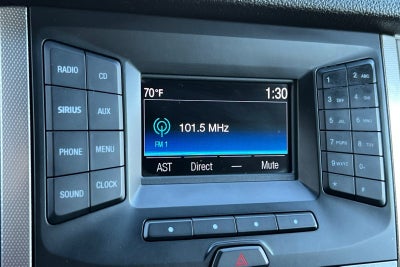 RADIO CD
SIRIUS AUX
PHONE MENU
SOUND CLOCK
70°F 1:30
101.5 MHz
FM 1
AST Direct — Mute
1 2 ABC
3 DEF 4 GHI
5 JKL 6 MNO
7 PQRS 8 TUV
9 WXYZ 0
* #